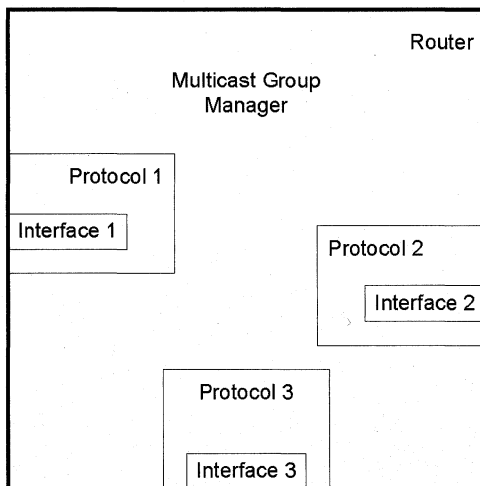 Router
Multicast Group
Manager
Protocol 1
Interface 1
Protocol 2
Interface 2
Protocol 3
Interface 3